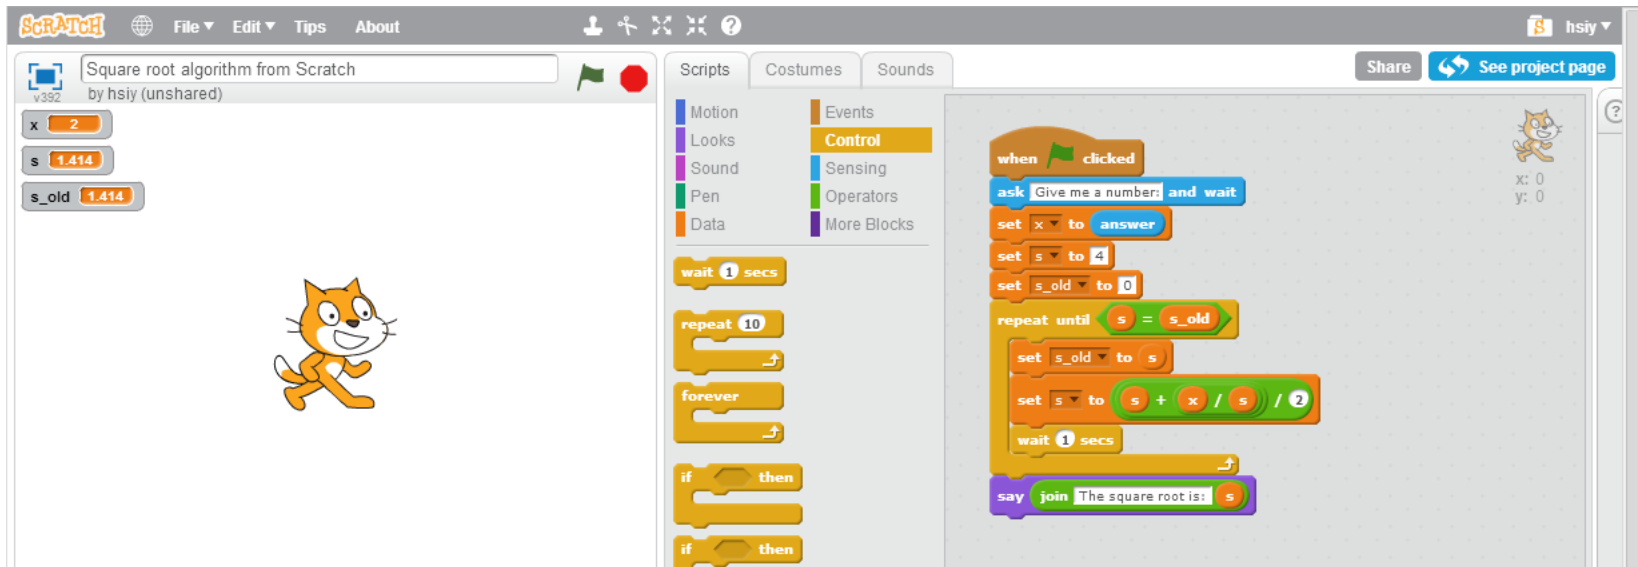 SCRATCH File ▼ Edit ▼ Tips About hsiy ▼
Square root algorithm from Scratch
v392 by hsiy (unshared)
x 2
s 1.414
s_old 1.414
Scripts Costumes Sounds Share See project page
Motion Events
Looks Control
Sound Sensing
Pen Operators
Data More Blocks
wait 1 secs
repeat 10
forever
if then
if then
when clicked
ask Give me a number: and wait
set x to answer
set s to 4
set s_old to 0
repeat until s = s_old
set s_old to s
set s to s + x / s / 2
wait 1 secs
say join The square root is: s
x: 0
y: 0